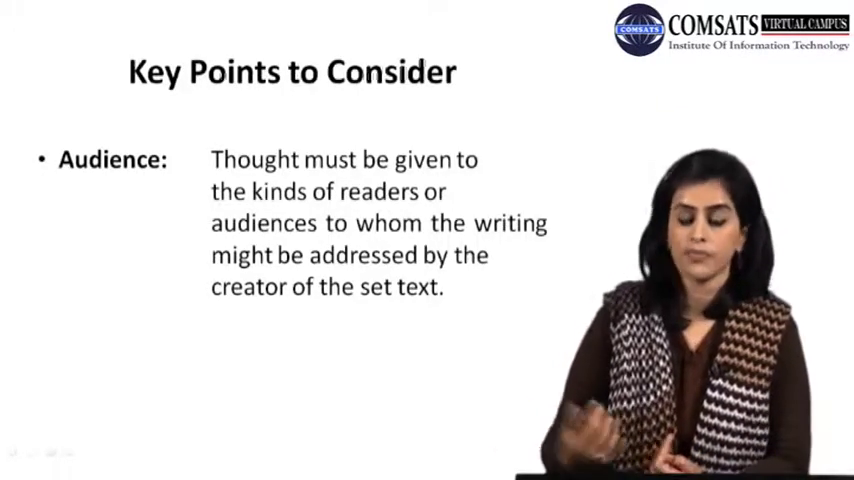 COMSATS VIRTUAL CAMPUS
COMSATS
Institute Of Information Technology
Key Points to Consider
• Audience: Thought must be given to
the kinds of readers or
audiences to whom the writing
might be addressed by the
creator of the set text.